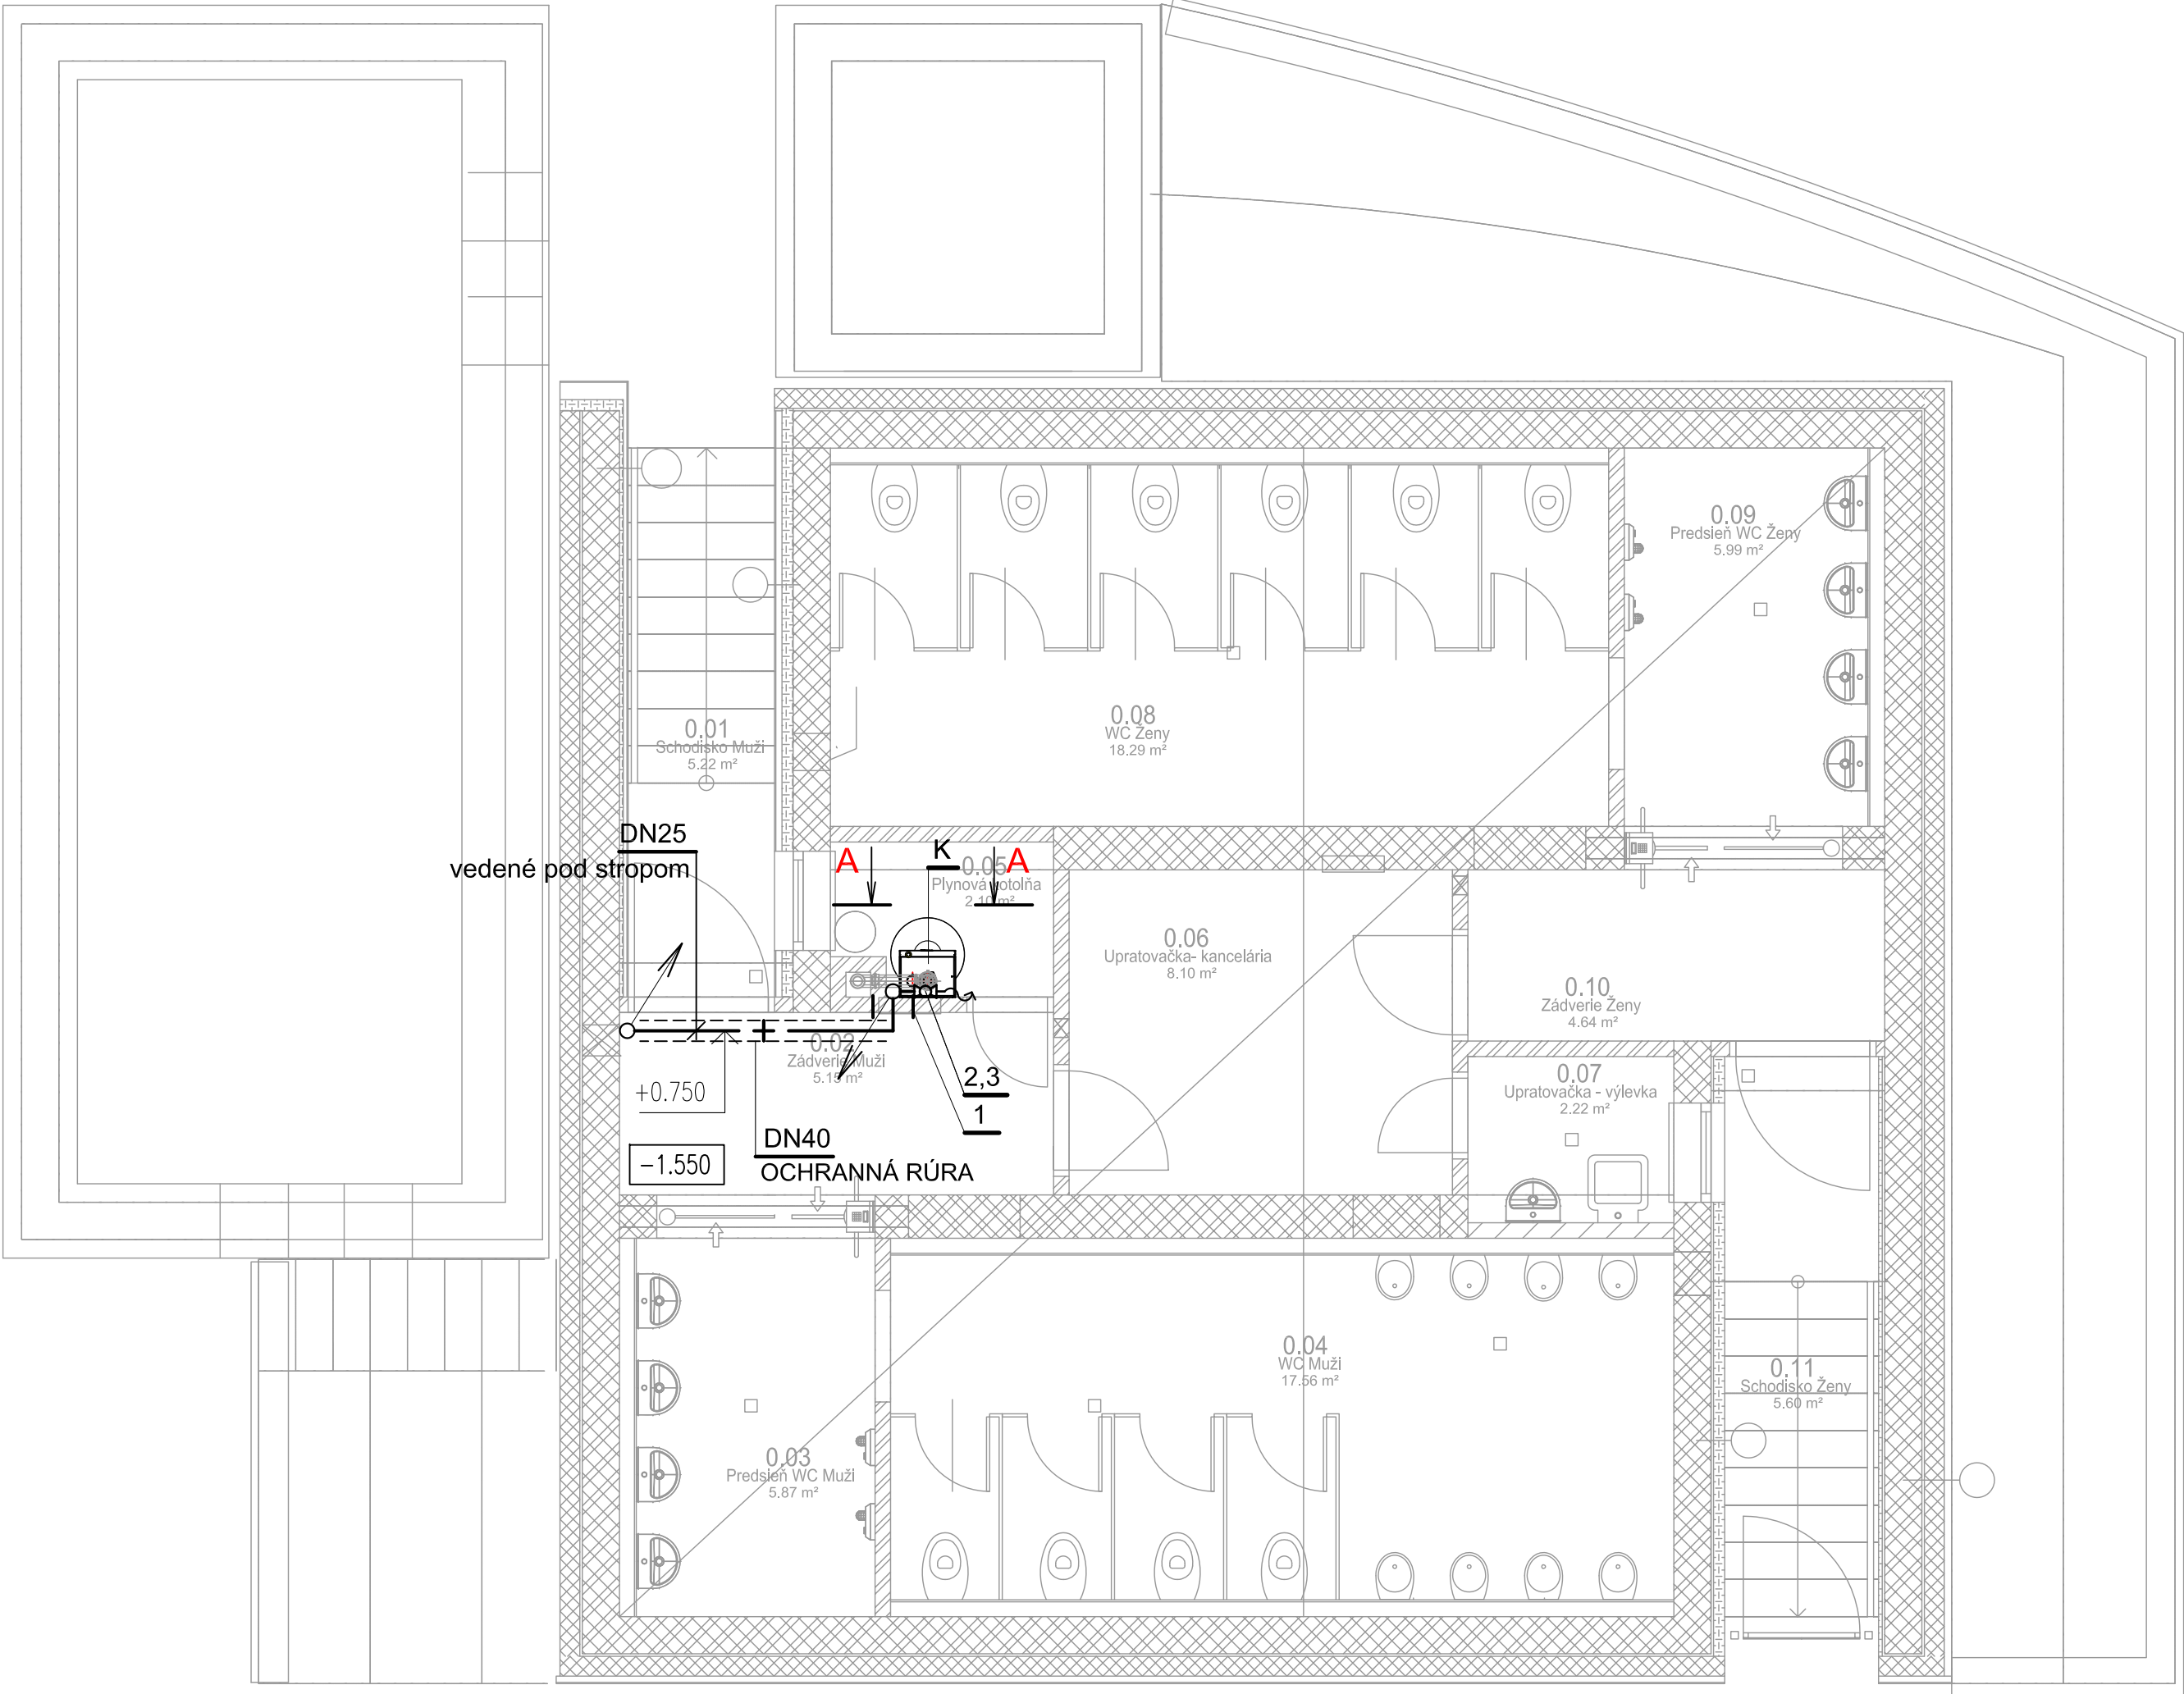 0.09
Predsieň WC Ženy
5.99 m²
0.01
Schodisko Muži
5.22 m²
0.08
WC Ženy
18.29 m²
DN25
vedené pod stropom
A
K
A
0.05
Plynová kotolňa
2.10 m²
0.06
Upratovačka- kancelária
8.10 m²
0.10
Zádverie Ženy
4.64 m²
0.02
Zádverie Muži
5.15 m²
+0.750
2,3
1
0.07
Upratovačka - výlevka
2.22 m²
DN40
OCHRANNÁ RÚRA
-1.550
0.04
WC Muži
17.56 m²
0.11
Schodisko Ženy
5.60 m²
0.03
Predsieň WC Muži
5.87 m²